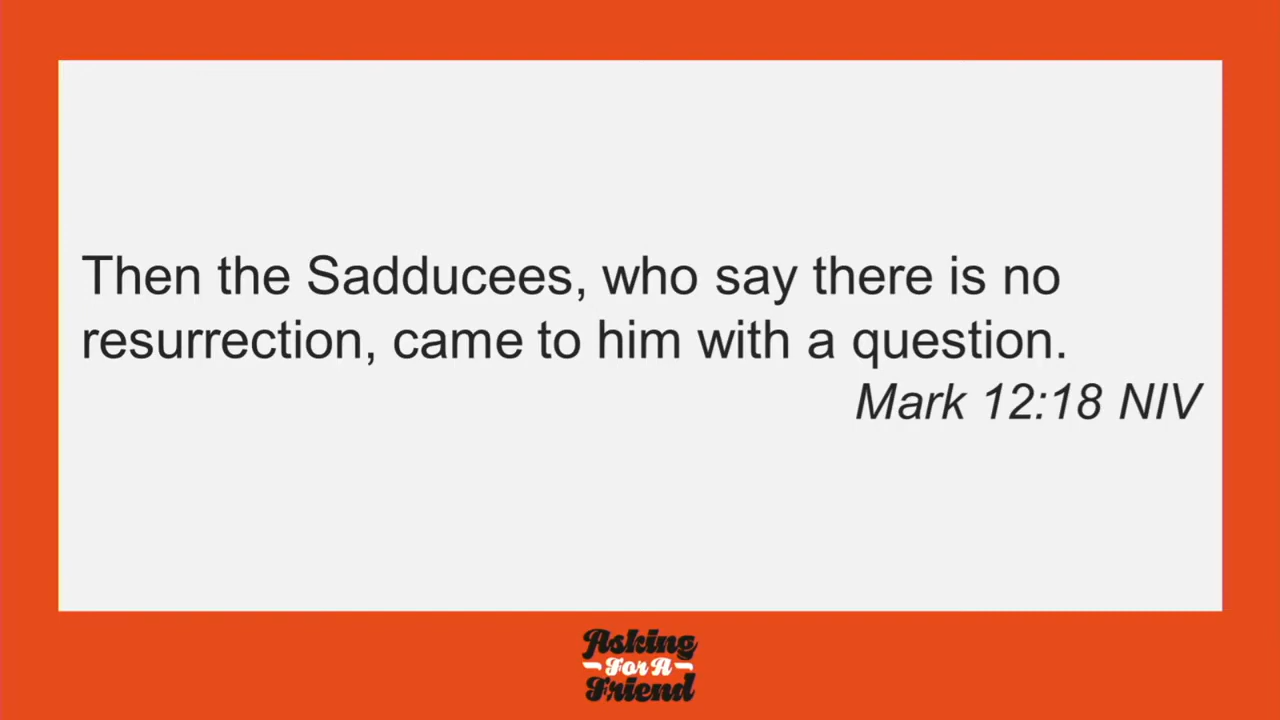 Then the Sadducees, who say there is no
resurrection, came to him with a question.
Mark 12:18 NIV
Asking
For A
Friend